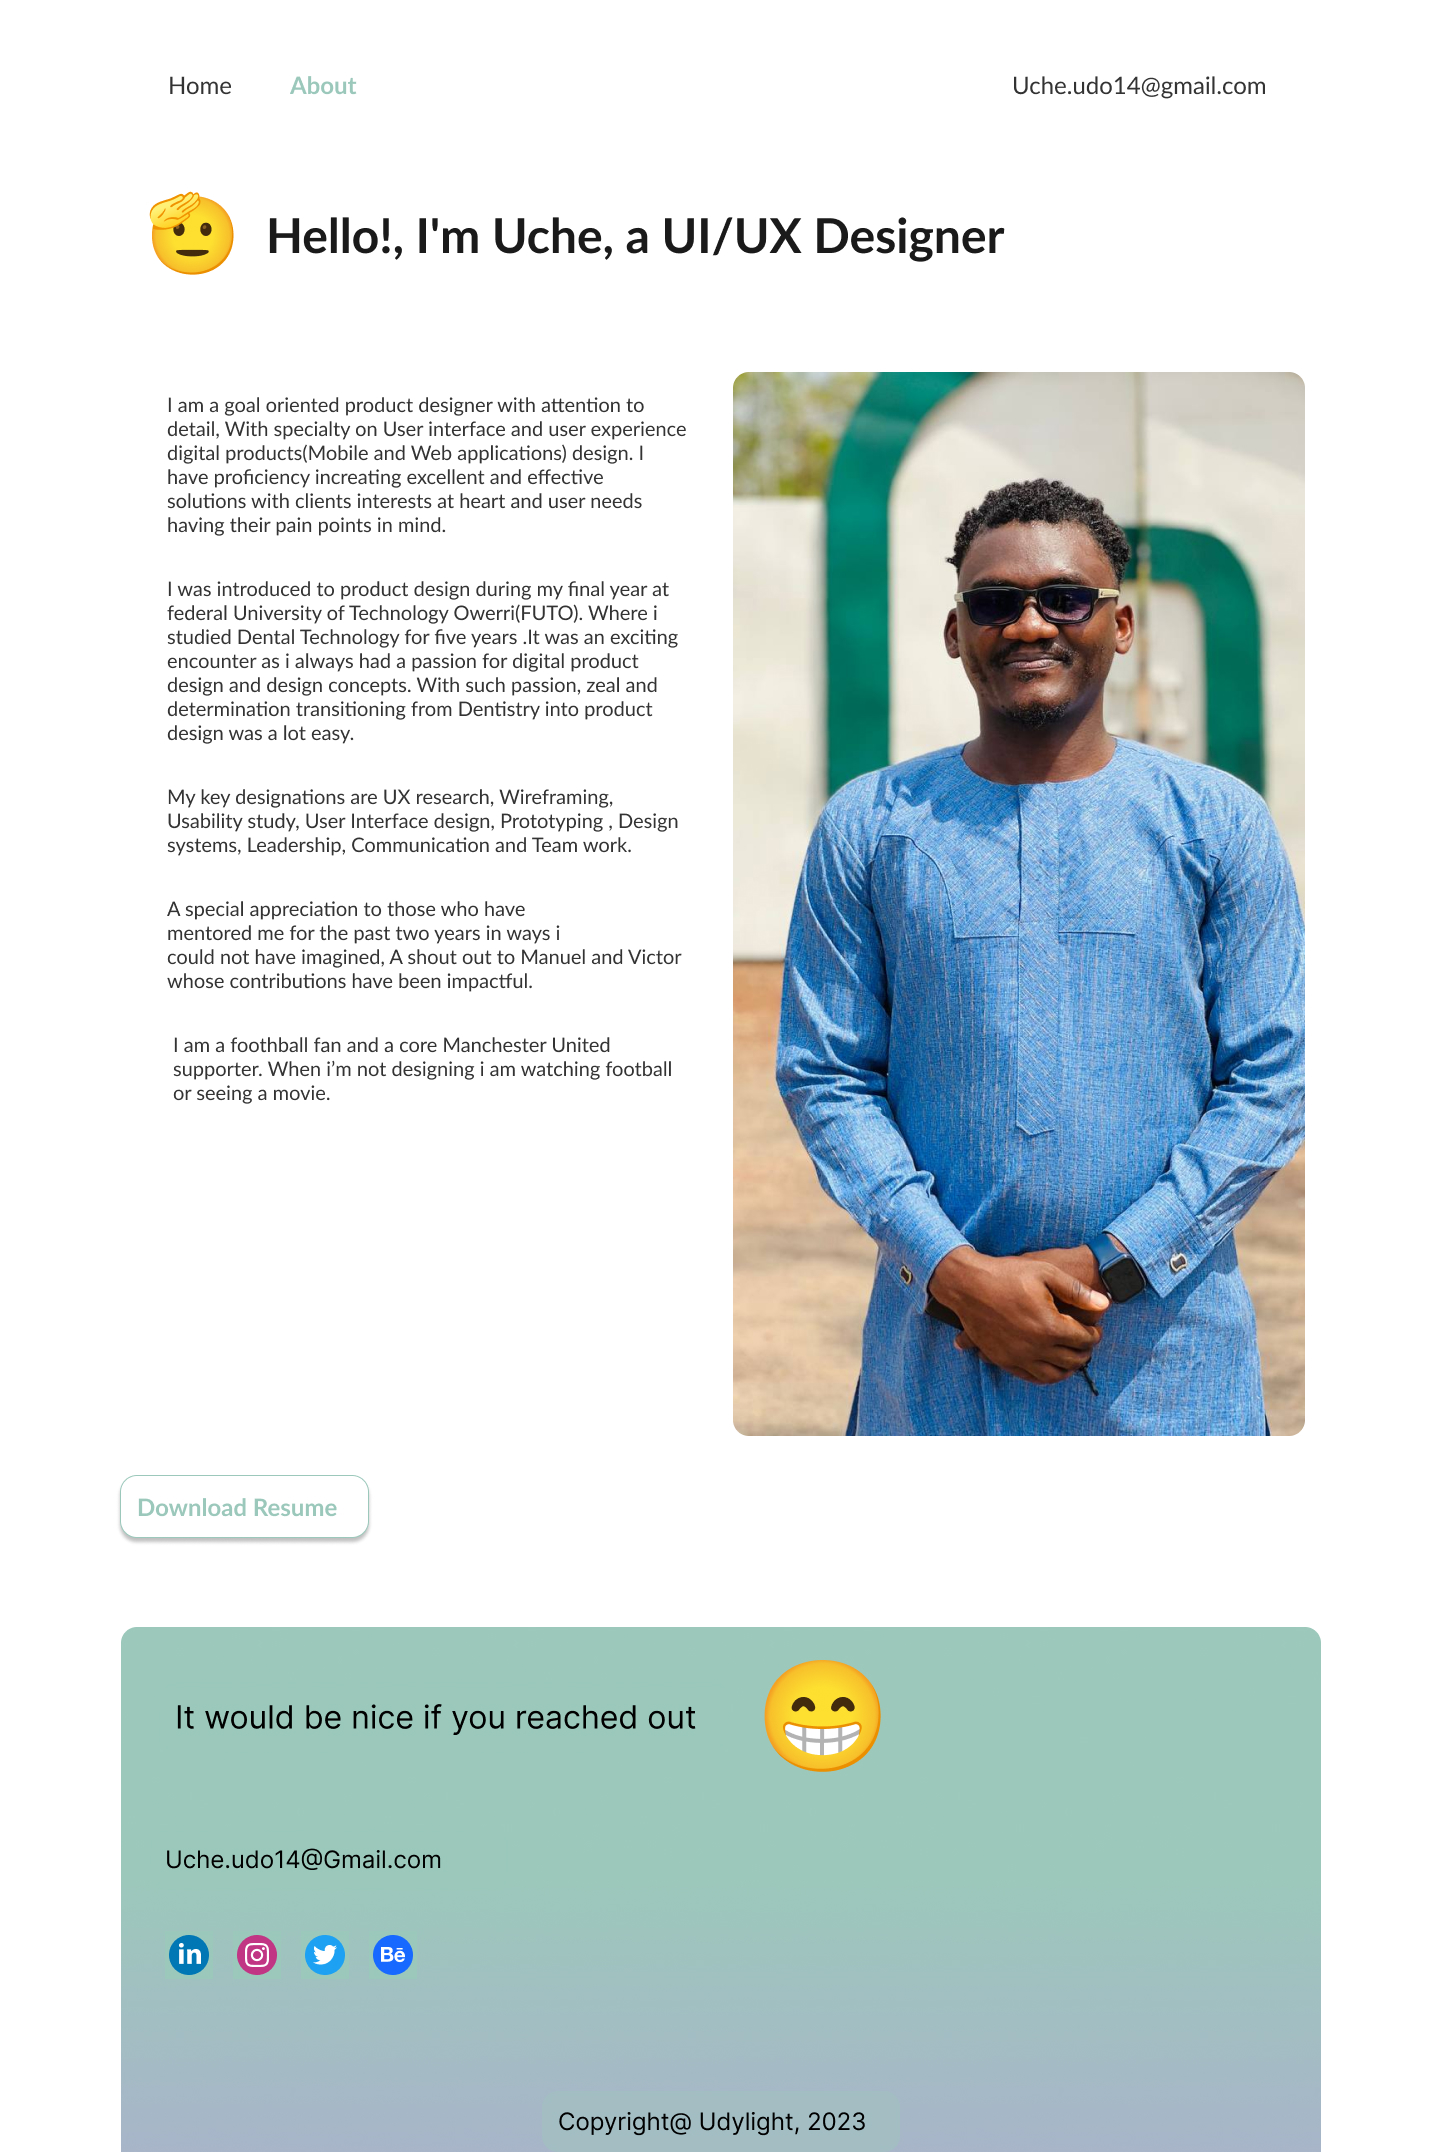 Home About Uche.udo14@gmail.com
Hello!, I'm Uche, a UI/UX Designer
I am a goal oriented product designer with attention to
detail, With specialty on User interface and user experience
digital products(Mobile and Web applications) design. I
have proficiency increating excellent and effective
solutions with clients interests at heart and user needs
having their pain points in mind.
I was introduced to product design during my final year at
federal University of Technology Owerri(FUTO). Where i
studied Dental Technology for five years .It was an exciting
encounter as i always had a passion for digital product
design and design concepts. With such passion, zeal and
determination transitioning from Dentistry into product
design was a lot easy.
My key designations are UX research, Wireframing,
Usability study, User Interface design, Prototyping , Design
systems, Leadership, Communication and Team work.
A special appreciation to those who have
mentored me for the past two years in ways i
could not have imagined, A shout out to Manuel and Victor
whose contributions have been impactful.
I am a foothball fan and a core Manchester United
supporter. When i’m not designing i am watching football
or seeing a movie.
Download Resume
It would be nice if you reached out
Uche.udo14@Gmail.com
in Bē
Copyright@ Udylight, 2023